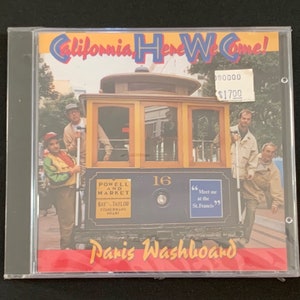 California, Here We Come!
000000
$17.00
16
POWELL
AND
MARKET
BAY & TAYLOR
"Meet me
at the
St. Francis"
Paris Washboard